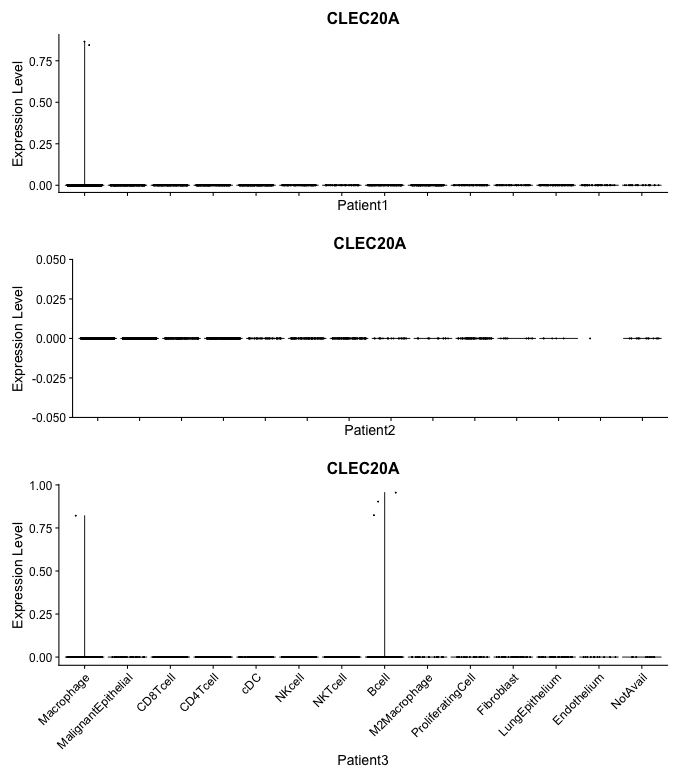 CLEC20A
Expression Level
0.75
0.50
0.25
0.00
Patient1
CLEC20A
Expression Level
0.050
0.025
0.000
-0.025
-0.050
Patient2
CLEC20A
Expression Level
1.00
0.75
0.50
0.25
0.00
Macrophage
MalignantEpithelial
CD8Tcell
CD4Tcell
cDC
NKcell
NKTcell
Bcell
M2Macrophage
ProliferatingCell
Fibroblast
LungEpithelium
Endothelium
NotAvail
Patient3